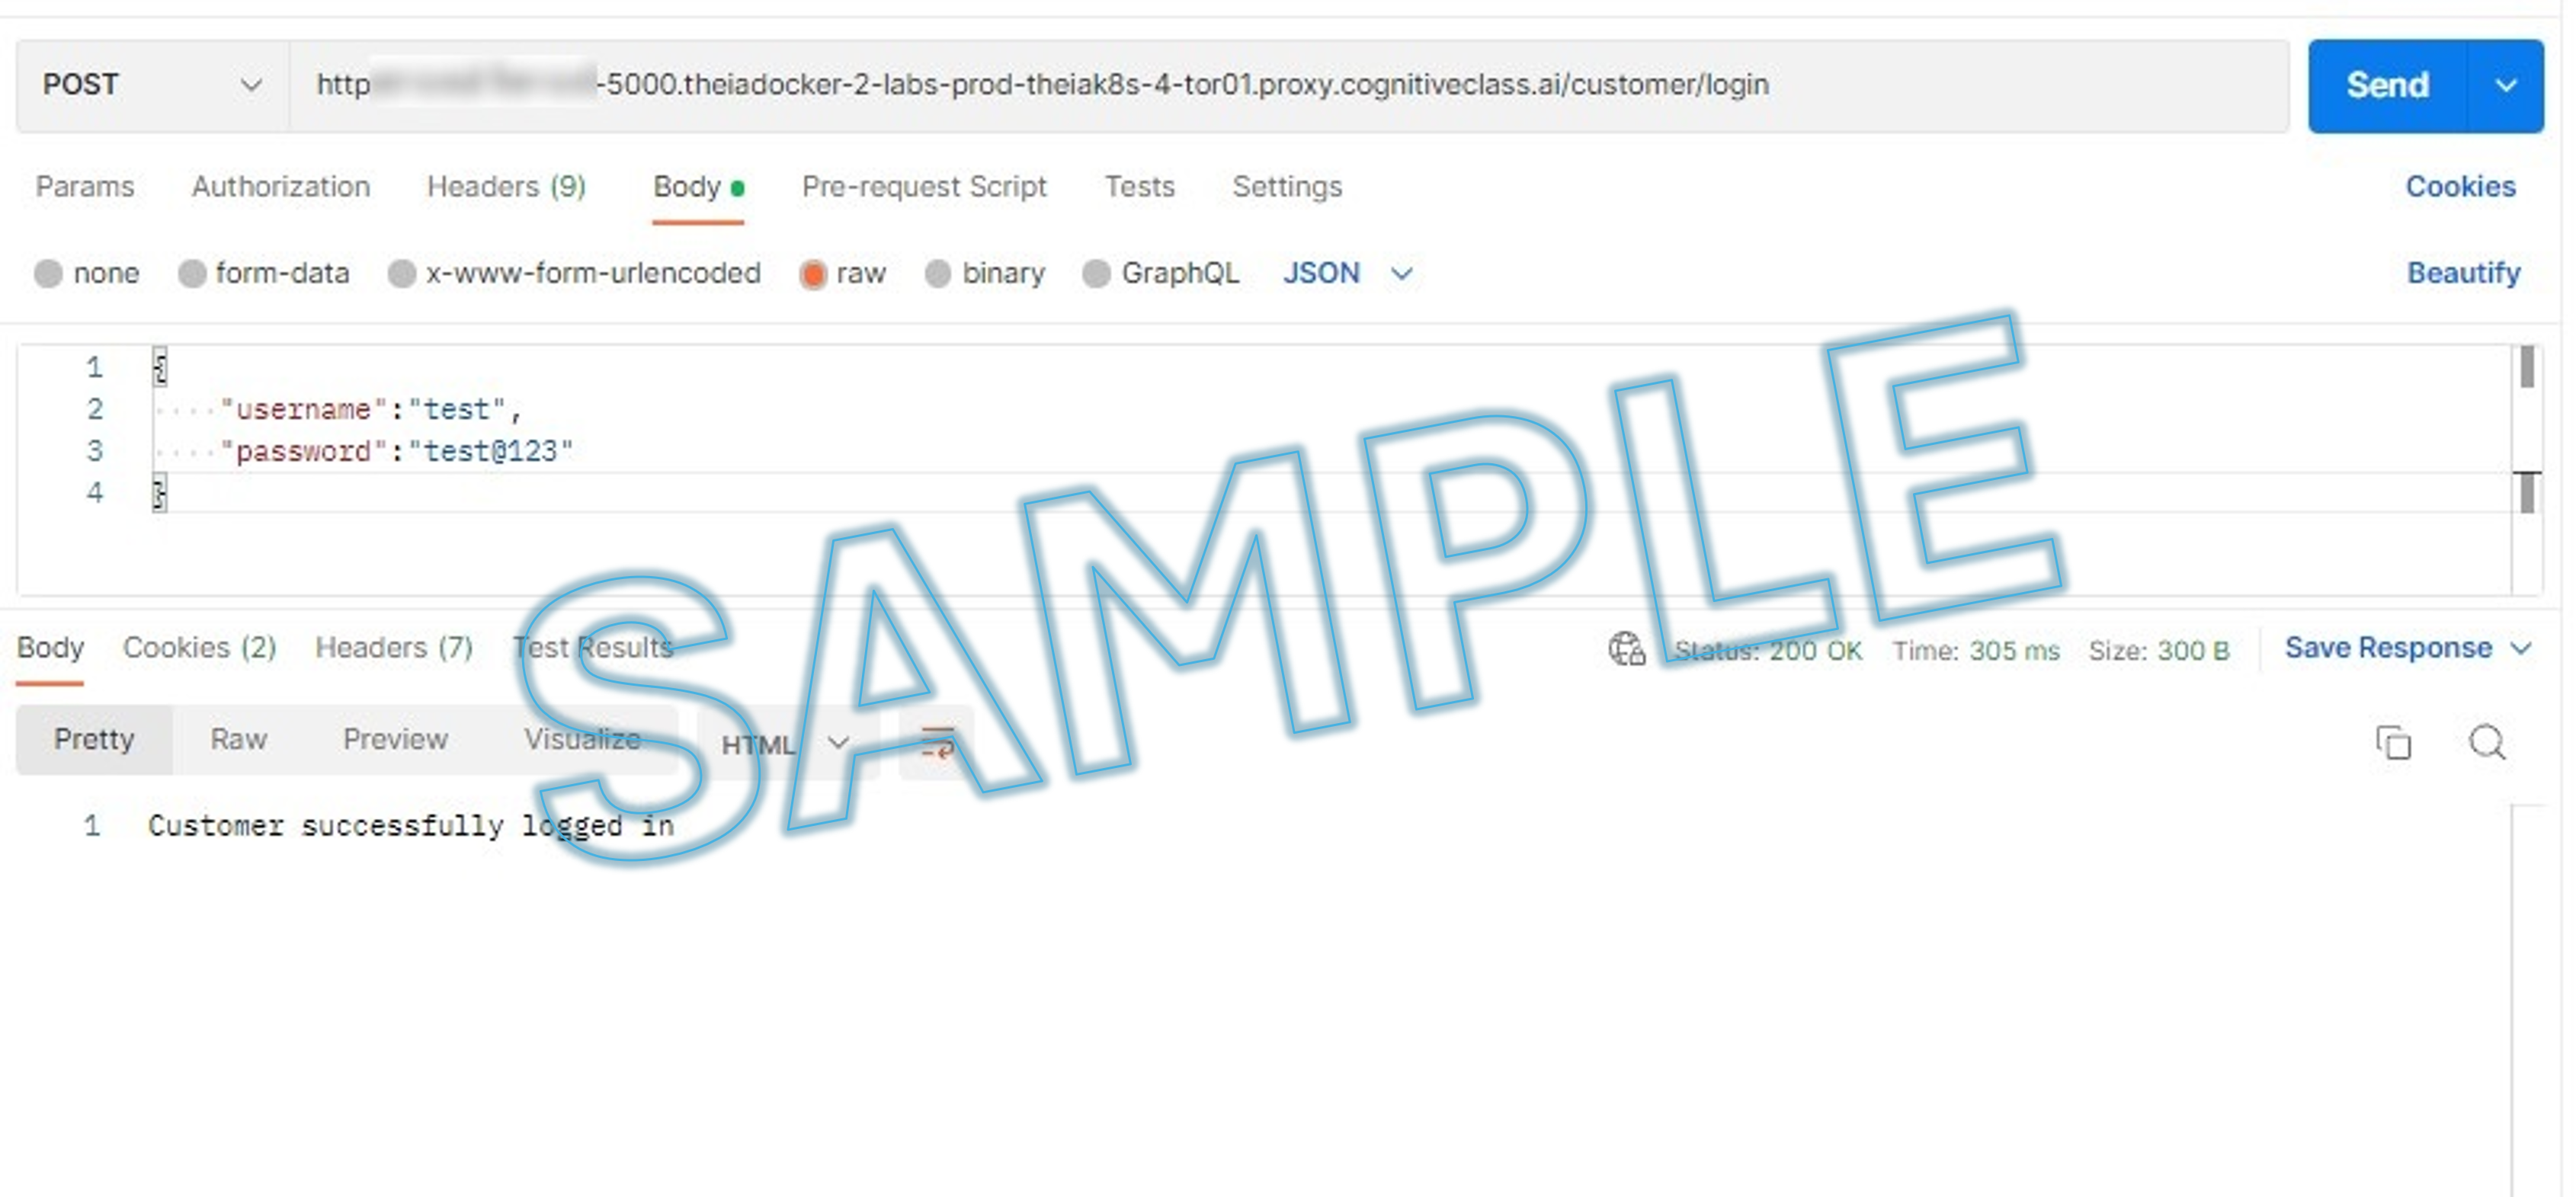 POST http -5000.theiadocker-2-labs-prod-theiak8s-4-tor01.proxy.cognitiveclass.ai/customer/login Send
Params Authorization Headers (9) Body Pre-request Script Tests Settings Cookies
none form-data x-www-form-urlencoded raw binary GraphQL JSON Beautify
1 {
2 "username":"test",
3 "password":"test@123"
4 }
SAMPLE
Body Cookies (2) Headers (7) Test Results Status: 200 OK Time: 305 ms Size: 300 B Save Response
Pretty Raw Preview Visualize HTML
1 Customer successfully logged in